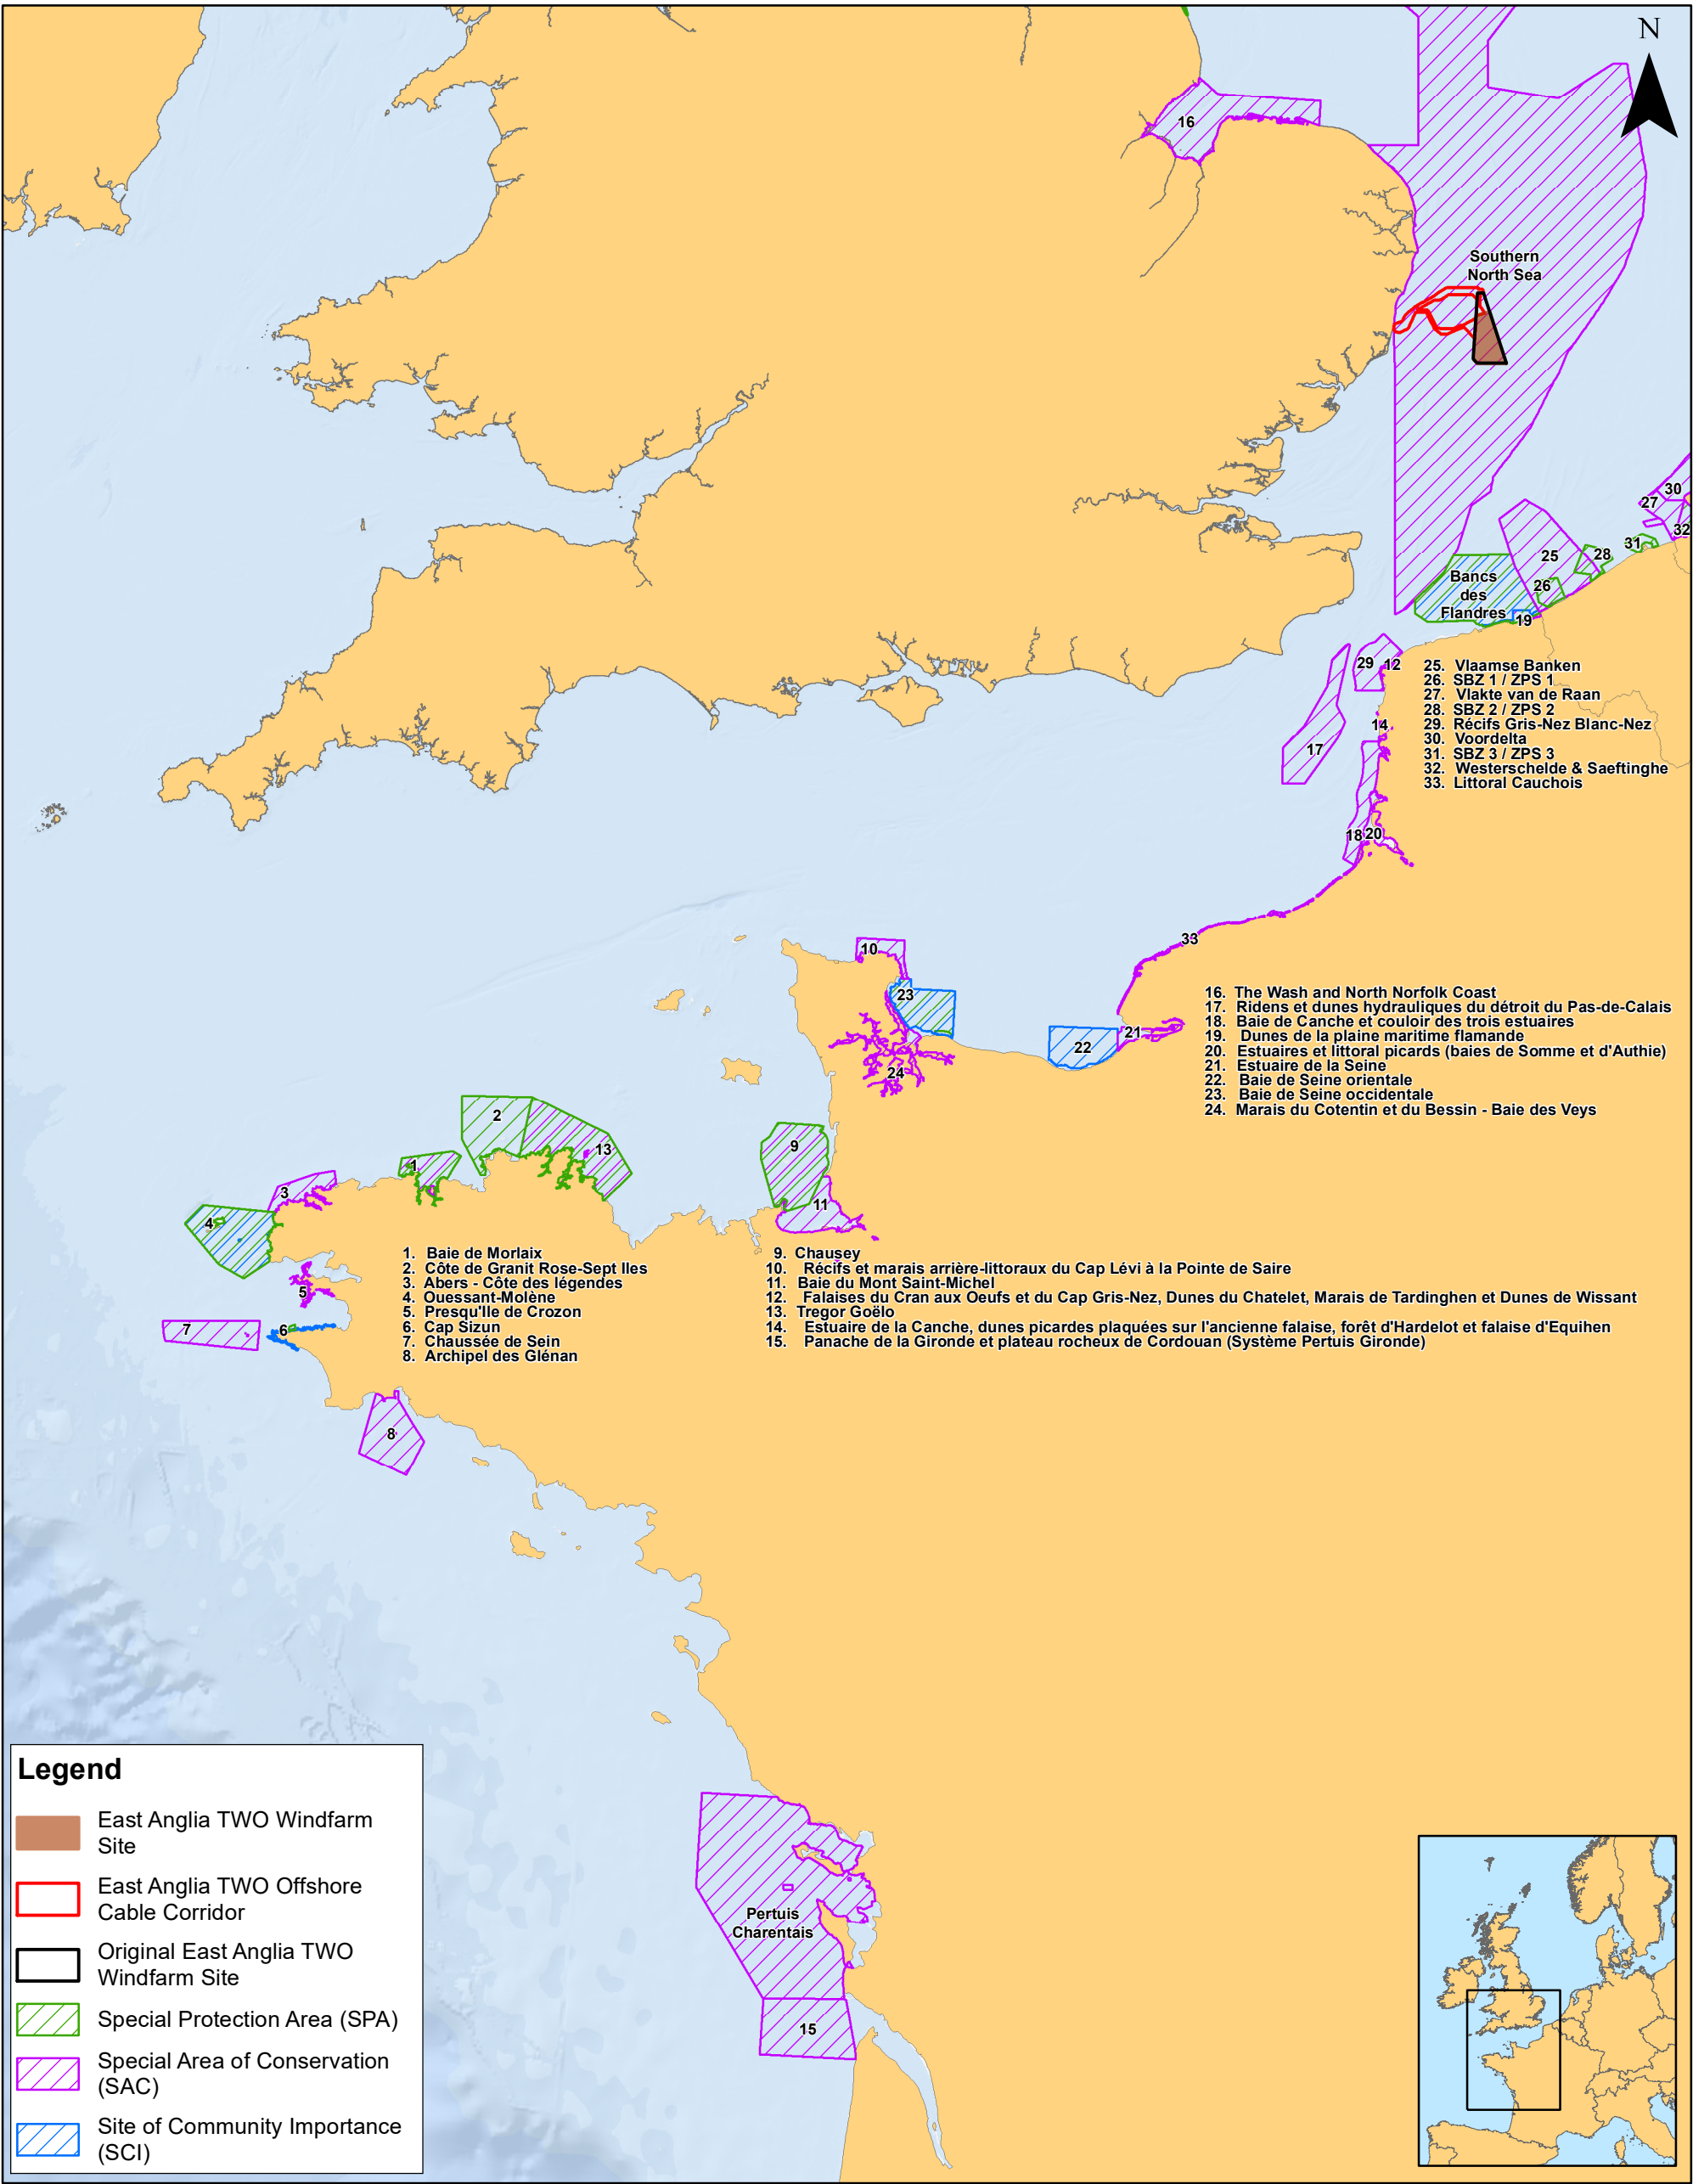 N
16
Southern
North Sea
30
27
32
31
25
28
Bancs
des
Flandres
26
19
29
12
25. Vlaamse Banken
26. SBZ 1 / ZPS 1
27. Vlakte van de Raan
28. SBZ 2 / ZPS 2
29. Récifs Gris-Nez Blanc-Nez
30. Voordelta
31. SBZ 3 / ZPS 3
32. Westerschelde & Saeftinghe
33. Littoral Cauchois
14
17
18
20
33
10
23
22
21
24
16. The Wash and North Norfolk Coast
17. Ridens et dunes hydrauliques du détroit du Pas-de-Calais
18. Baie de Canche et couloir des trois estuaires
19. Dunes de la plaine maritime flamande
20. Estuaires et littoral picards (baies de Somme et d'Authie)
21. Estuaire de la Seine
22. Baie de Seine orientale
23. Baie de Seine occidentale
24. Marais du Cotentin et du Bessin - Baie des Veys
2
13
9
1
3
11
4
5
6
7
8
1. Baie de Morlaix
2. Côte de Granit Rose-Sept Iles
3. Abers - Côte des légendes
4. Ouessant-Molène
5. Presqu'Ile de Crozon
6. Cap Sizun
7. Chaussée de Sein
8. Archipel des Glénan
9. Chausey
10. Récifs et marais arrière-littoraux du Cap Lévi à la Pointe de Saire
11. Baie du Mont Saint-Michel
12. Falaises du Cran aux Oeufs et du Cap Gris-Nez, Dunes du Chatelet, Marais de Tardinghen et Dunes de Wissant
13. Tregor Goëlo
14. Estuaire de la Canche, dunes picardes plaquées sur l'ancienne falaise, forêt d'Hardelot et falaise d'Equihen
15. Panache de la Gironde et plateau rocheux de Cordouan (Système Pertuis Gironde)
Pertuis
Charentais
15
Legend
East Anglia TWO Windfarm
Site
East Anglia TWO Offshore
Cable Corridor
Original East Anglia TWO
Windfarm Site
Special Protection Area (SPA)
Special Area of Conservation
(SAC)
Site of Community Importance
(SCI)